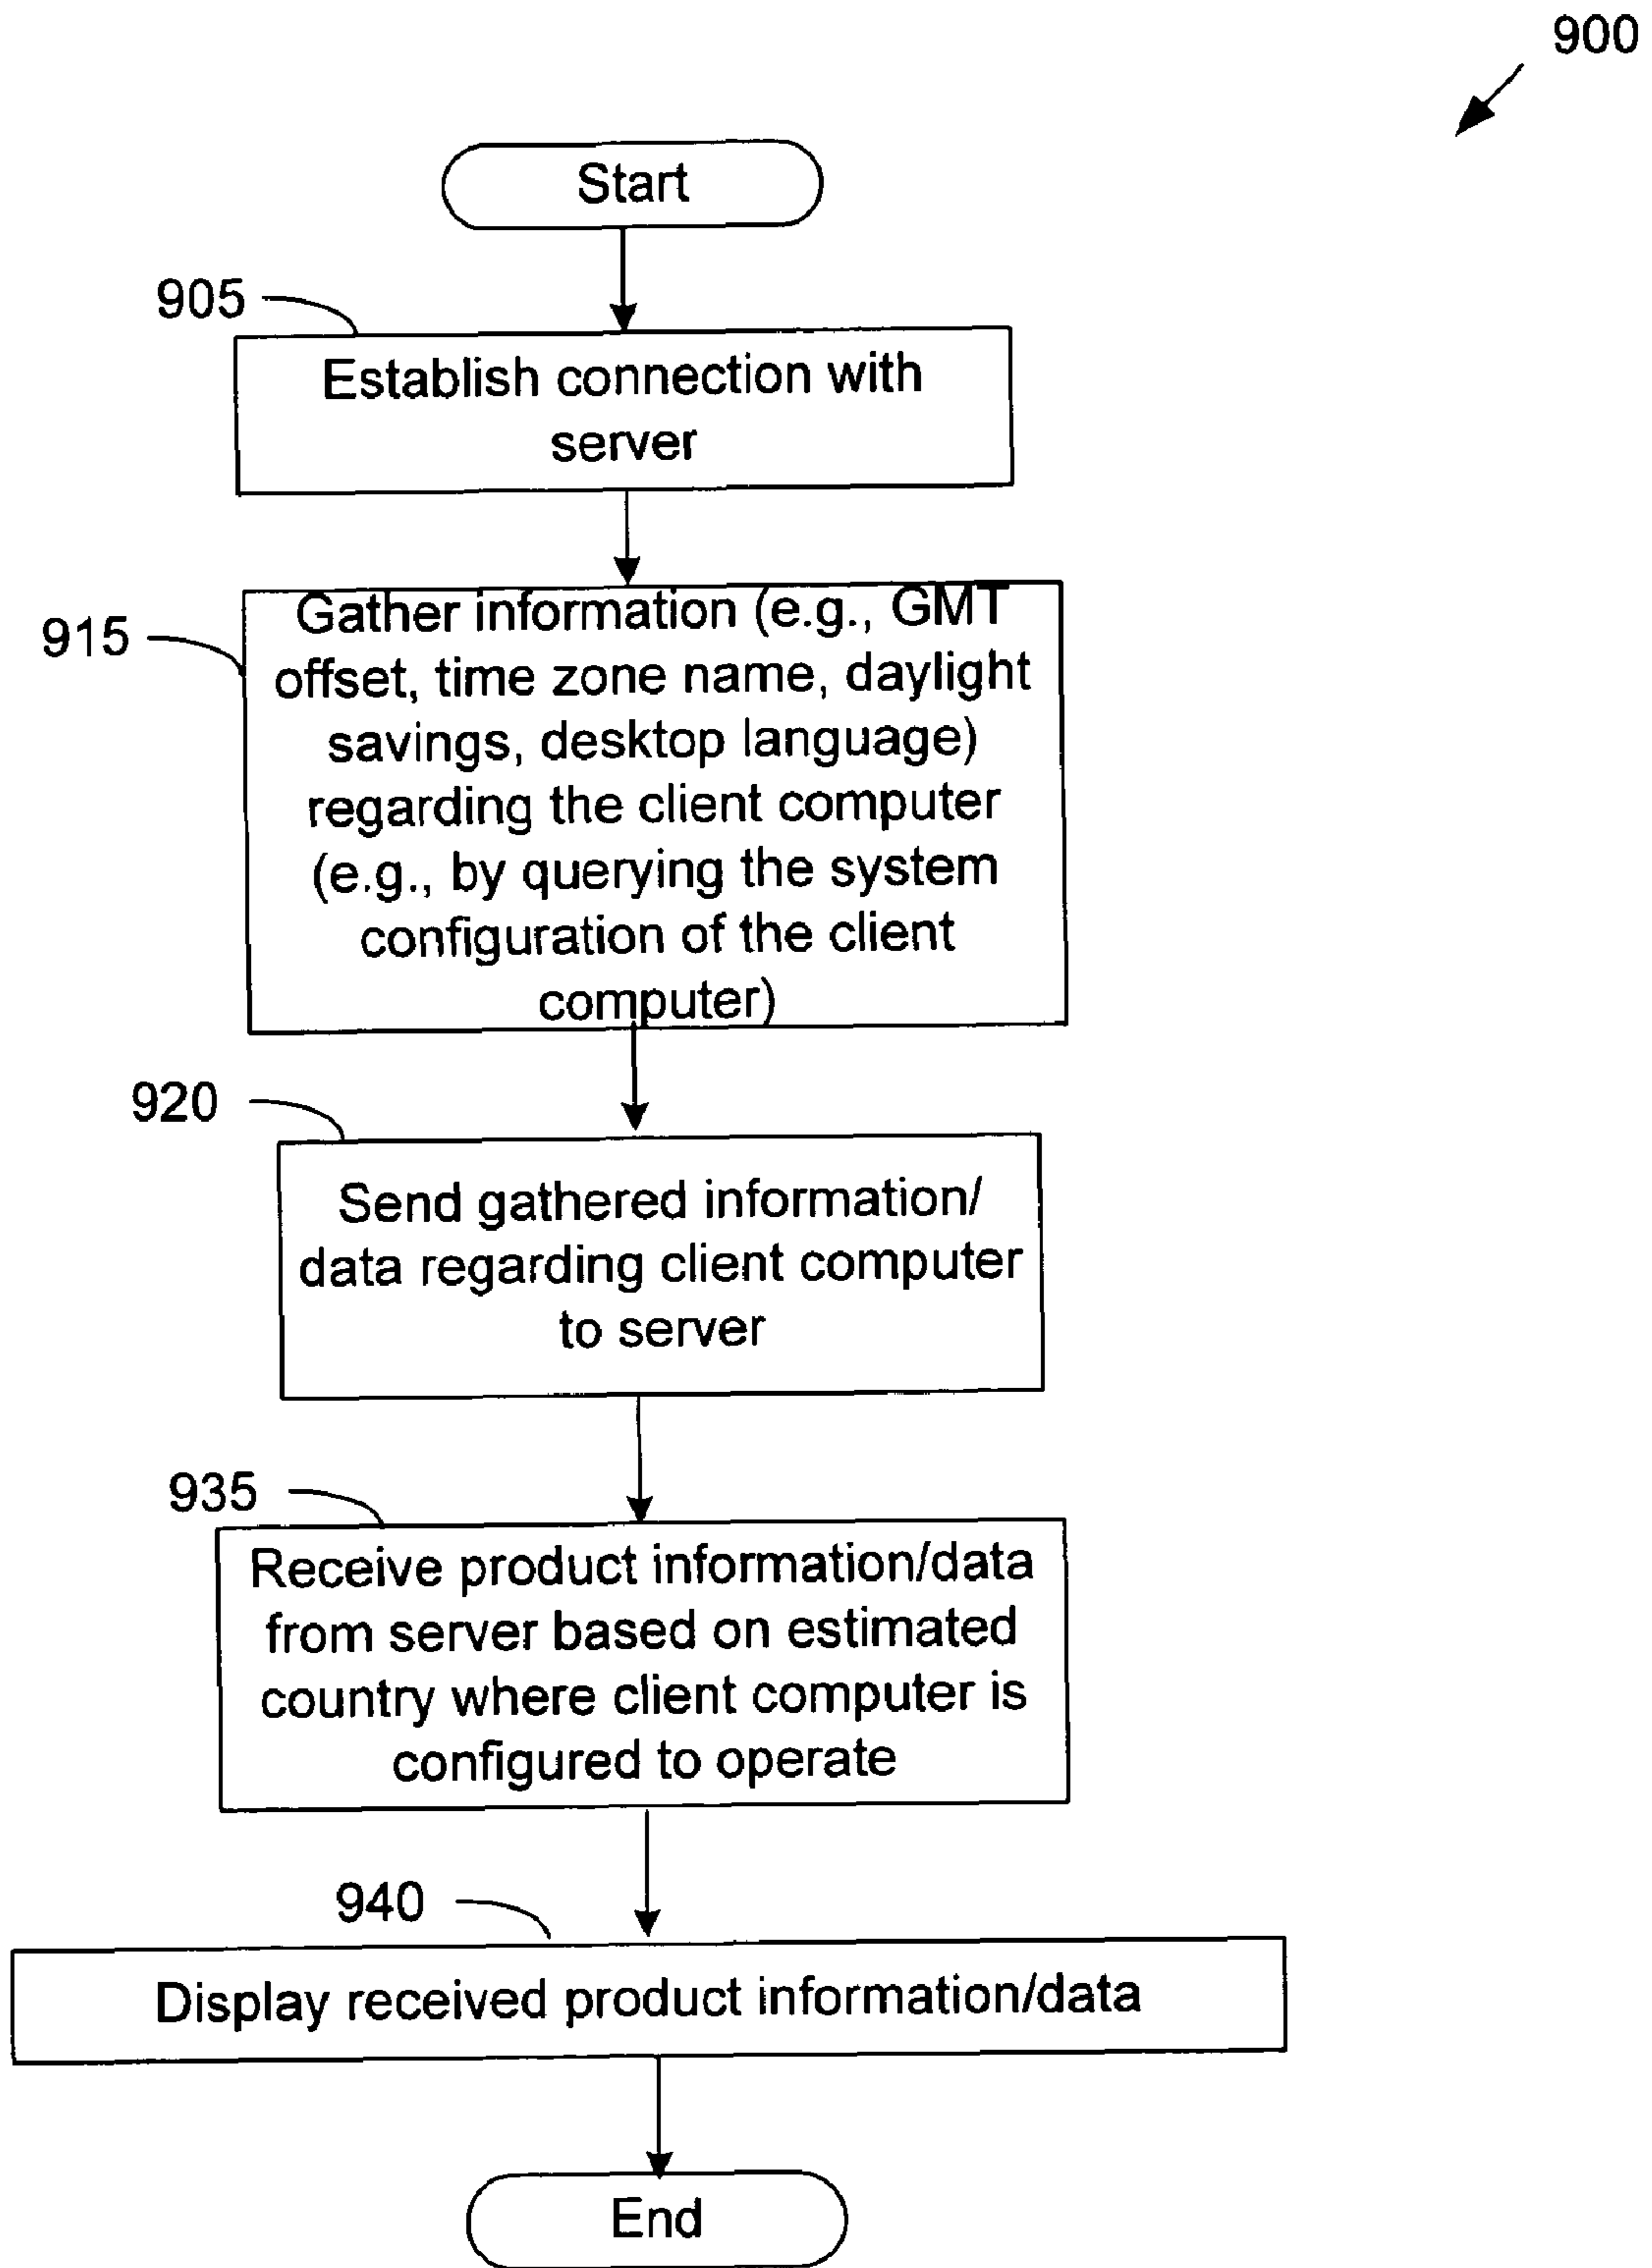 900
Start
905
Establish connection with
server
915
Gather information (e.g., GMT
offset, time zone name, daylight
savings, desktop language)
regarding the client computer
(e.g., by querying the system
configuration of the client
computer)
920
Send gathered information/
data regarding client computer
to server
935
Receive product information/data
from server based on estimated
country where client computer is
configured to operate
940
Display received product information/data
End